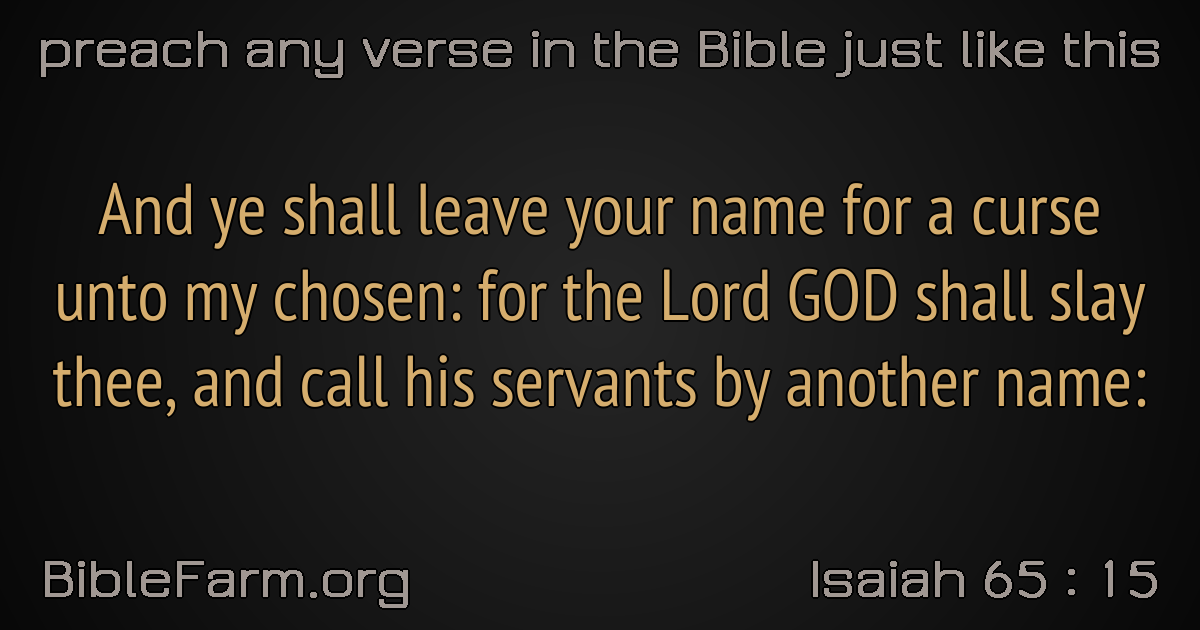 preach any verse in the Bible just like this
And ye shall leave your name for a curse
unto my chosen: for the Lord GOD shall slay
thee, and call his servants by another name:
BibleFarm.org
Isaiah 65 : 15